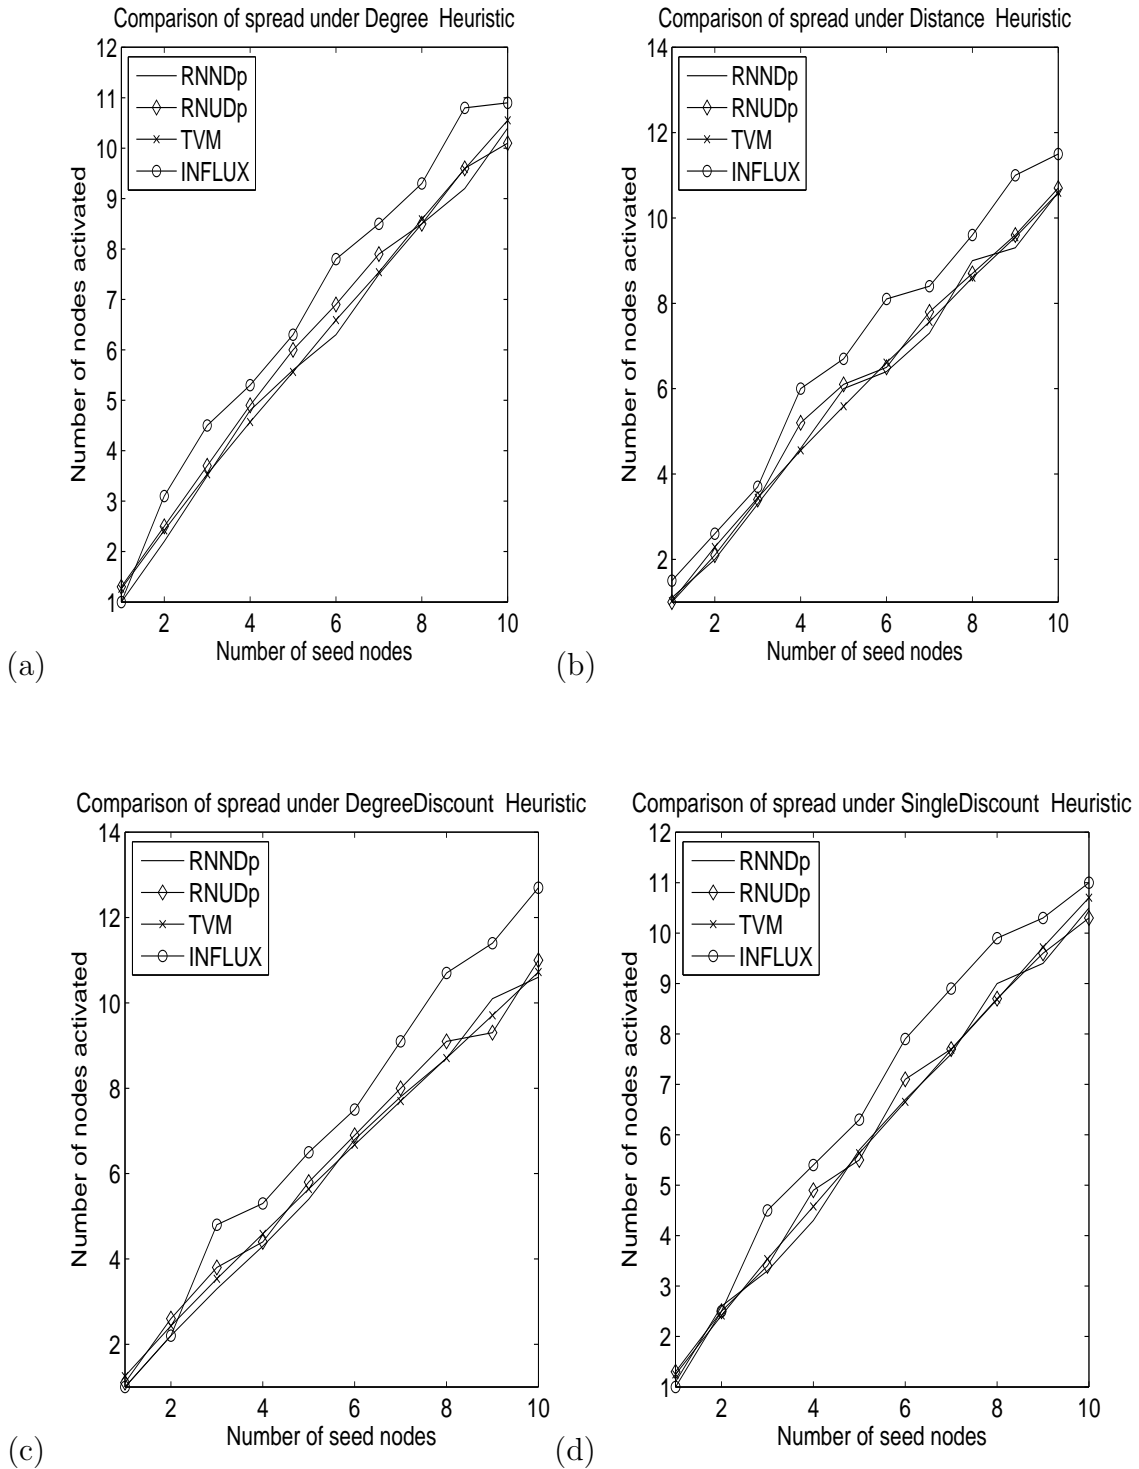 Comparison of spread under Degree Heuristic
12
11
10
9
8
7
6
5
4
3
2
1
2 4 6 8 10
Number of nodes activated
Number of seed nodes
RNNDp
RNUDp
TVM
INFLUX
(a)
Comparison of spread under Distance Heuristic
14
12
10
8
6
4
2
2 4 6 8 10
Number of nodes activated
Number of seed nodes
RNNDp
RNUDp
TVM
INFLUX
(b)
Comparison of spread under DegreeDiscount Heuristic
14
12
10
8
6
4
2
2 4 6 8 10
Number of nodes activated
Number of seed nodes
RNNDp
RNUDp
TVM
INFLUX
(c)
Comparison of spread under SingleDiscount Heuristic
12
11
10
9
8
7
6
5
4
3
2
1
2 4 6 8 10
Number of nodes activated
Number of seed nodes
RNNDp
RNUDp
TVM
INFLUX
(d)